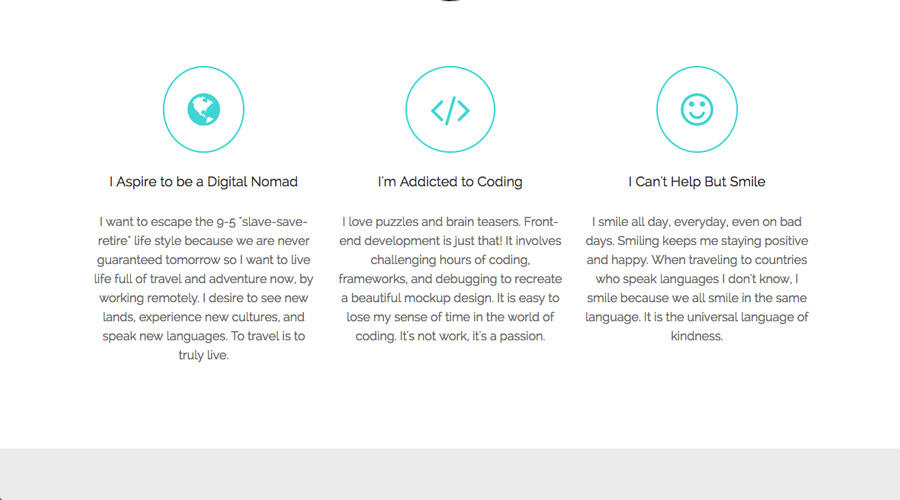 I Aspire to be a Digital Nomad
I want to escape the 9-5 "slave-save-
retire" life style because we are never
guaranteed tomorrow so I want to live
life full of travel and adventure now, by
working remotely. I desire to see new
lands, experience new cultures, and
speak new languages. To travel is to
truly live.
I'm Addicted to Coding
I love puzzles and brain teasers. Front-
end development is just that! It involves
challenging hours of coding,
frameworks, and debugging to recreate
a beautiful mockup design. It is easy to
lose my sense of time in the world of
coding. It's not work, it's a passion.
I Can't Help But Smile
I smile all day, everyday, even on bad
days. Smiling keeps me staying positive
and happy. When traveling to countries
who speak languages I don't know, I
smile because we all smile in the same
language. It is the universal language of
kindness.